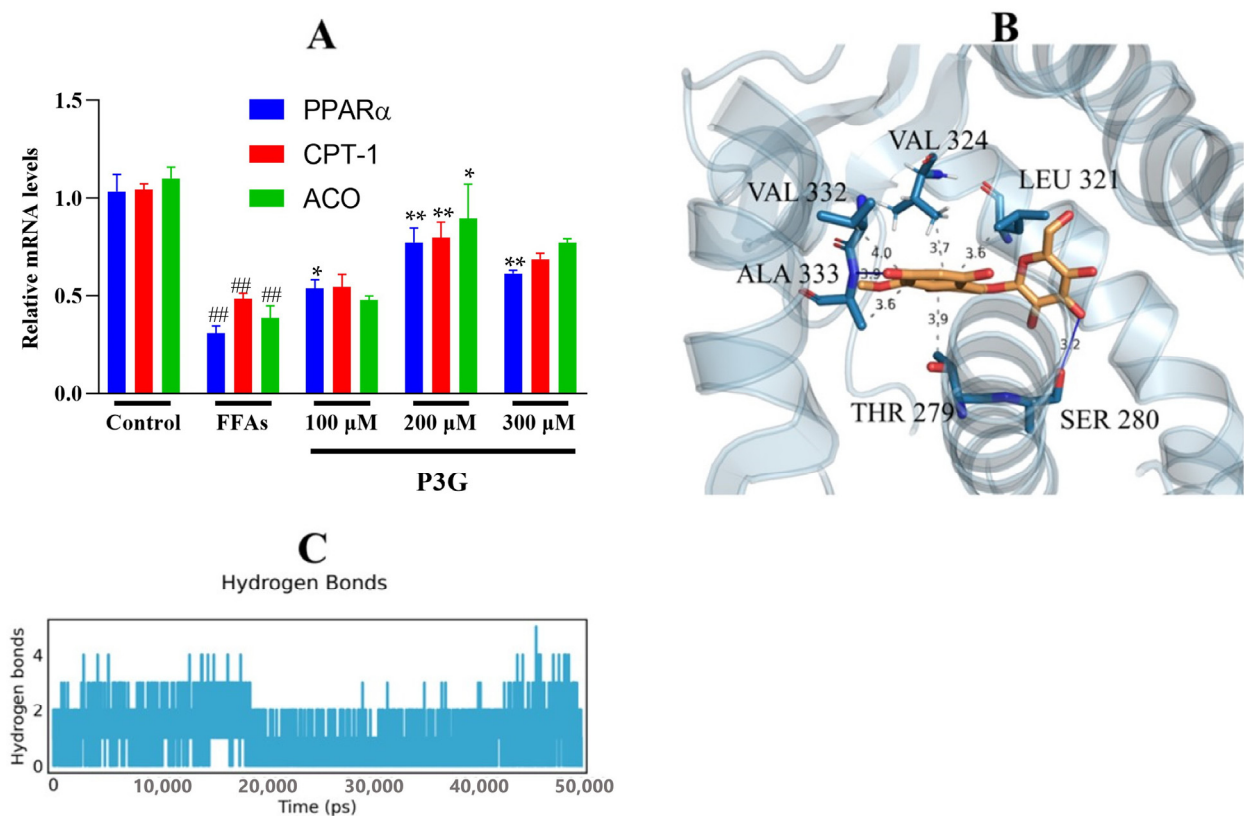 A
Relative mRNA levels
1.5
1.0
0.5
0.0
PPARα
CPT-1
ACO
##
##
##
*
**
**
*
**
Control
FFAs
100 μM
200 μM
300 μM
P3G
B
VAL 324
VAL 332
LEU 321
4.0
3.7
3.6
ALA 333
3.9
3.6
3.9
3.2
THR 279
SER 280
C
Hydrogen Bonds
Hydrogen bonds
4
2
0
0
10,000
20,000
30,000
40,000
50,000
Time (ps)